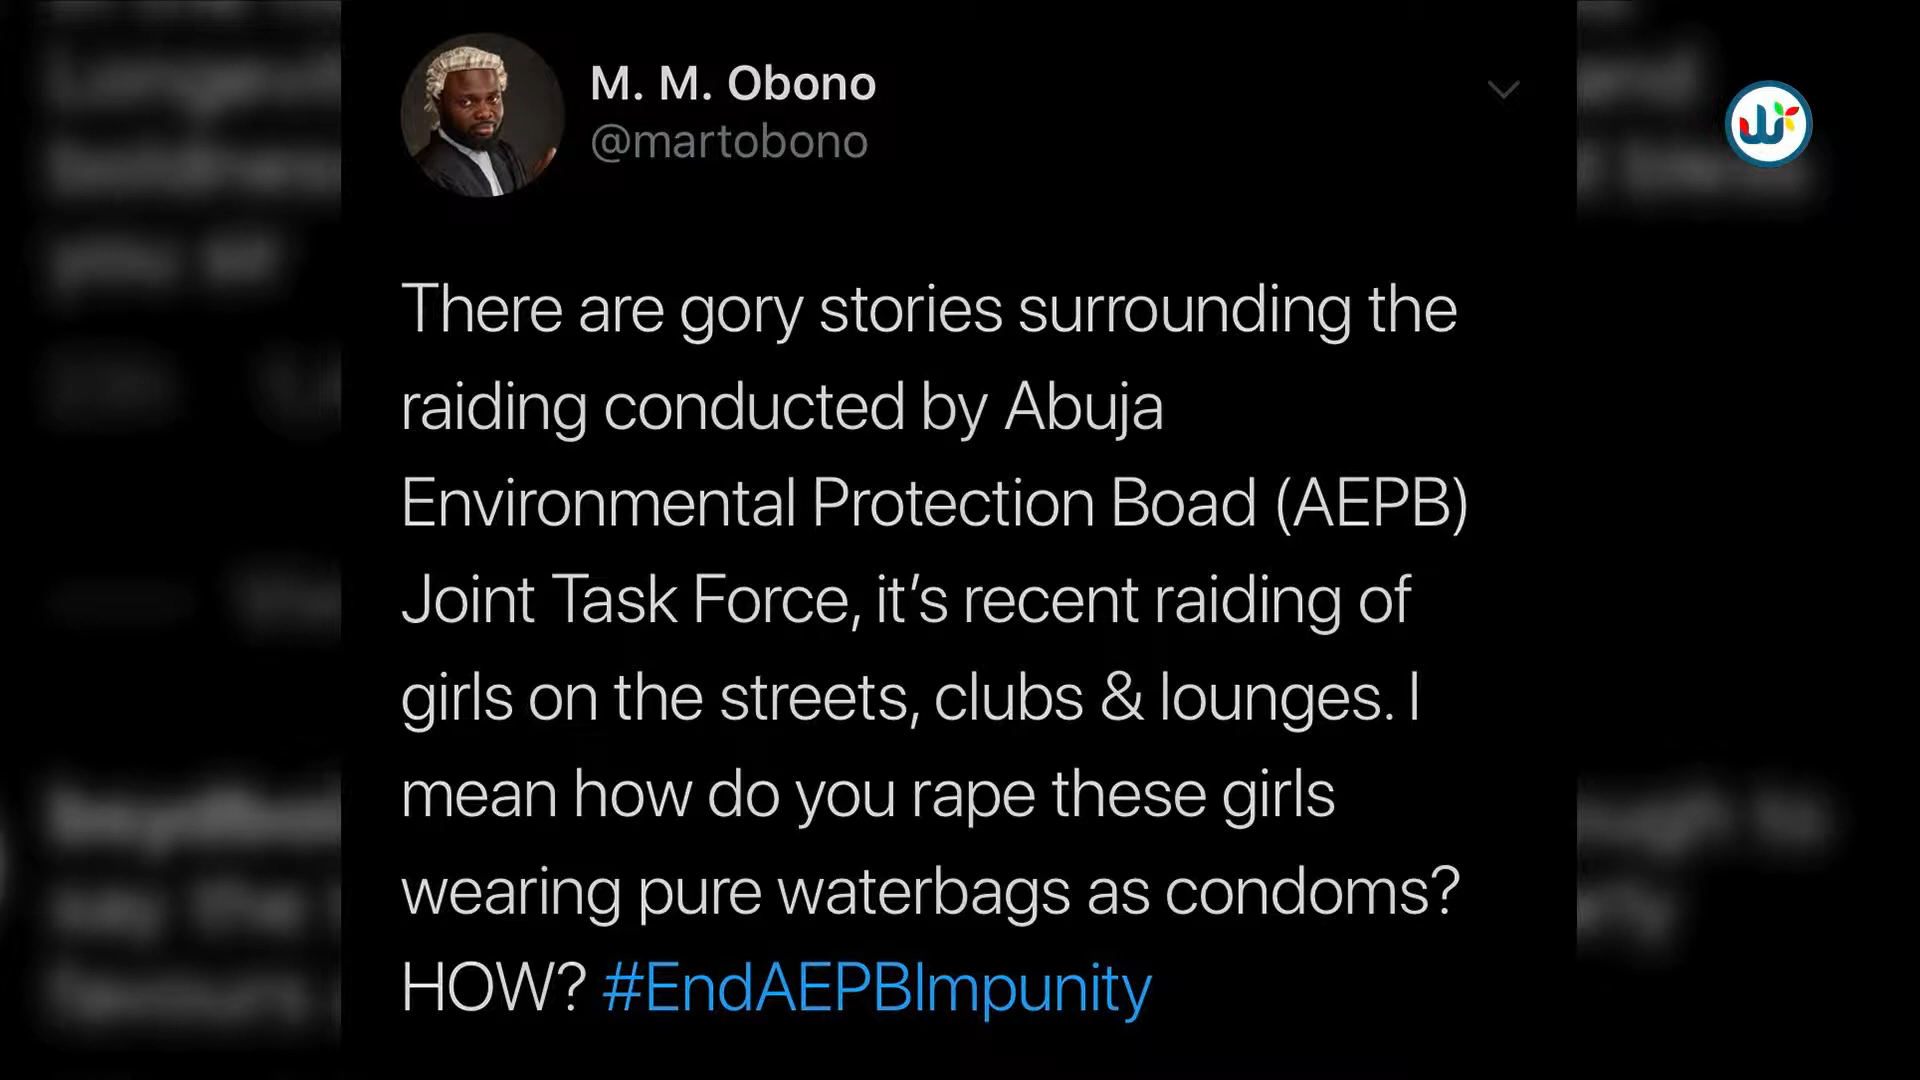 M. M. Obono
@martobono
There are gory stories surrounding the
raiding conducted by Abuja
Environmental Protection Boad (AEPB)
Joint Task Force, it’s recent raiding of
girls on the streets, clubs & lounges. I
mean how do you rape these girls
wearing pure waterbags as condoms?
HOW? #EndAEPBImpunity